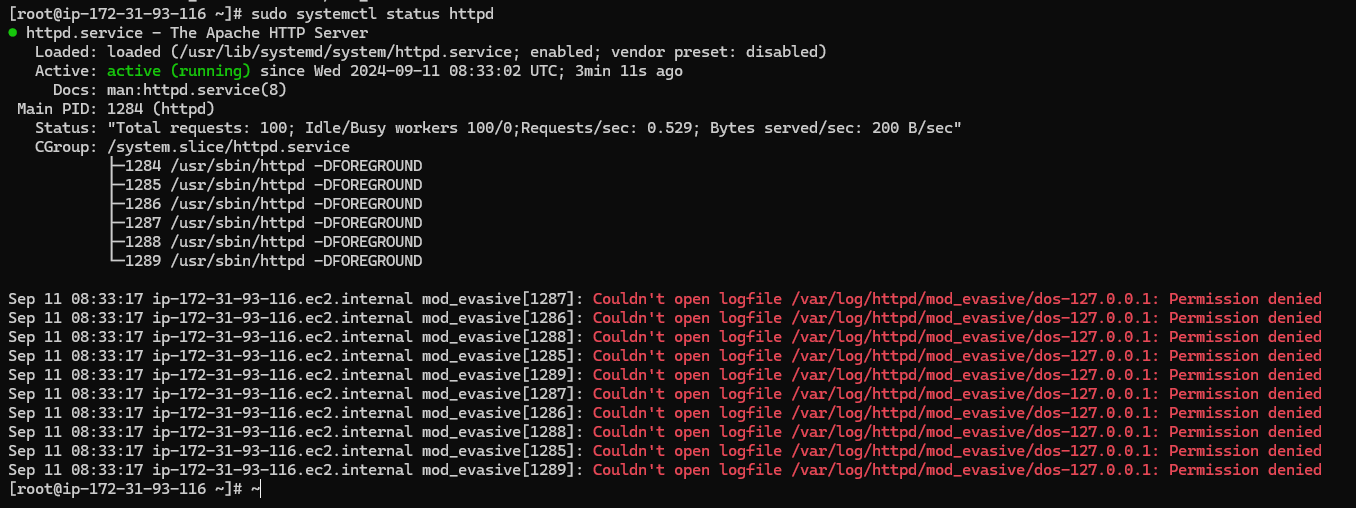 [root@ip-172-31-93-116 ~]# sudo systemctl status httpd
● httpd.service - The Apache HTTP Server
   Loaded: loaded (/usr/lib/systemd/system/httpd.service; enabled; vendor preset: disabled)
   Active: active (running) since Wed 2024-09-11 08:33:02 UTC; 3min 11s ago
     Docs: man:httpd.service(8)
 Main PID: 1284 (httpd)
   Status: "Total requests: 100; Idle/Busy workers 100/0;Requests/sec: 0.529; Bytes served/sec: 200 B/sec"
   CGroup: /system.slice/httpd.service
           ├─1284 /usr/sbin/httpd -DFOREGROUND
           ├─1285 /usr/sbin/httpd -DFOREGROUND
           ├─1286 /usr/sbin/httpd -DFOREGROUND
           ├─1287 /usr/sbin/httpd -DFOREGROUND
           ├─1288 /usr/sbin/httpd -DFOREGROUND
           └─1289 /usr/sbin/httpd -DFOREGROUND
Sep 11 08:33:17 ip-172-31-93-116.ec2.internal mod_evasive[1287]: Couldn't open logfile /var/log/httpd/mod_evasive/dos-127.0.0.1: Permission denied
Sep 11 08:33:17 ip-172-31-93-116.ec2.internal mod_evasive[1286]: Couldn't open logfile /var/log/httpd/mod_evasive/dos-127.0.0.1: Permission denied
Sep 11 08:33:17 ip-172-31-93-116.ec2.internal mod_evasive[1288]: Couldn't open logfile /var/log/httpd/mod_evasive/dos-127.0.0.1: Permission denied
Sep 11 08:33:17 ip-172-31-93-116.ec2.internal mod_evasive[1285]: Couldn't open logfile /var/log/httpd/mod_evasive/dos-127.0.0.1: Permission denied
Sep 11 08:33:17 ip-172-31-93-116.ec2.internal mod_evasive[1289]: Couldn't open logfile /var/log/httpd/mod_evasive/dos-127.0.0.1: Permission denied
Sep 11 08:33:17 ip-172-31-93-116.ec2.internal mod_evasive[1287]: Couldn't open logfile /var/log/httpd/mod_evasive/dos-127.0.0.1: Permission denied
Sep 11 08:33:17 ip-172-31-93-116.ec2.internal mod_evasive[1286]: Couldn't open logfile /var/log/httpd/mod_evasive/dos-127.0.0.1: Permission denied
Sep 11 08:33:17 ip-172-31-93-116.ec2.internal mod_evasive[1288]: Couldn't open logfile /var/log/httpd/mod_evasive/dos-127.0.0.1: Permission denied
Sep 11 08:33:17 ip-172-31-93-116.ec2.internal mod_evasive[1285]: Couldn't open logfile /var/log/httpd/mod_evasive/dos-127.0.0.1: Permission denied
Sep 11 08:33:17 ip-172-31-93-116.ec2.internal mod_evasive[1289]: Couldn't open logfile /var/log/httpd/mod_evasive/dos-127.0.0.1: Permission denied
[root@ip-172-31-93-116 ~]# ~